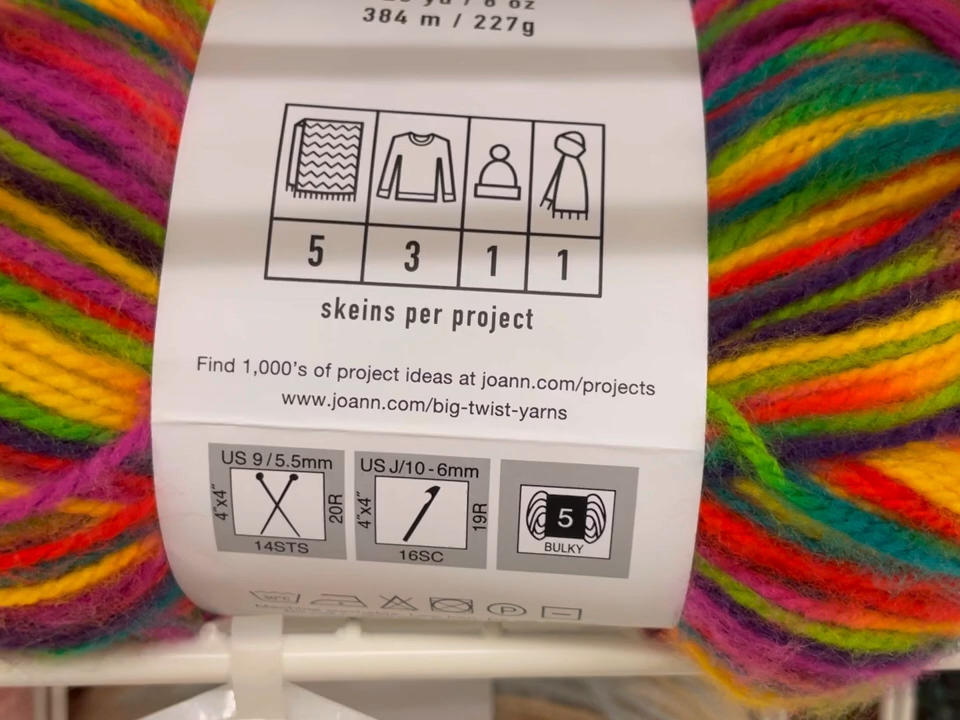 oz
384 m / 227g
5 3 1 1
skeins per project
Find 1,000's of project ideas at joann.com/projects
www.joann.com/big-twist-yarns
US 9/5.5mm
4"x4"
20R
14STS
US J/10-6mm
4"x4"
19R
16SC
5
BULKY
P